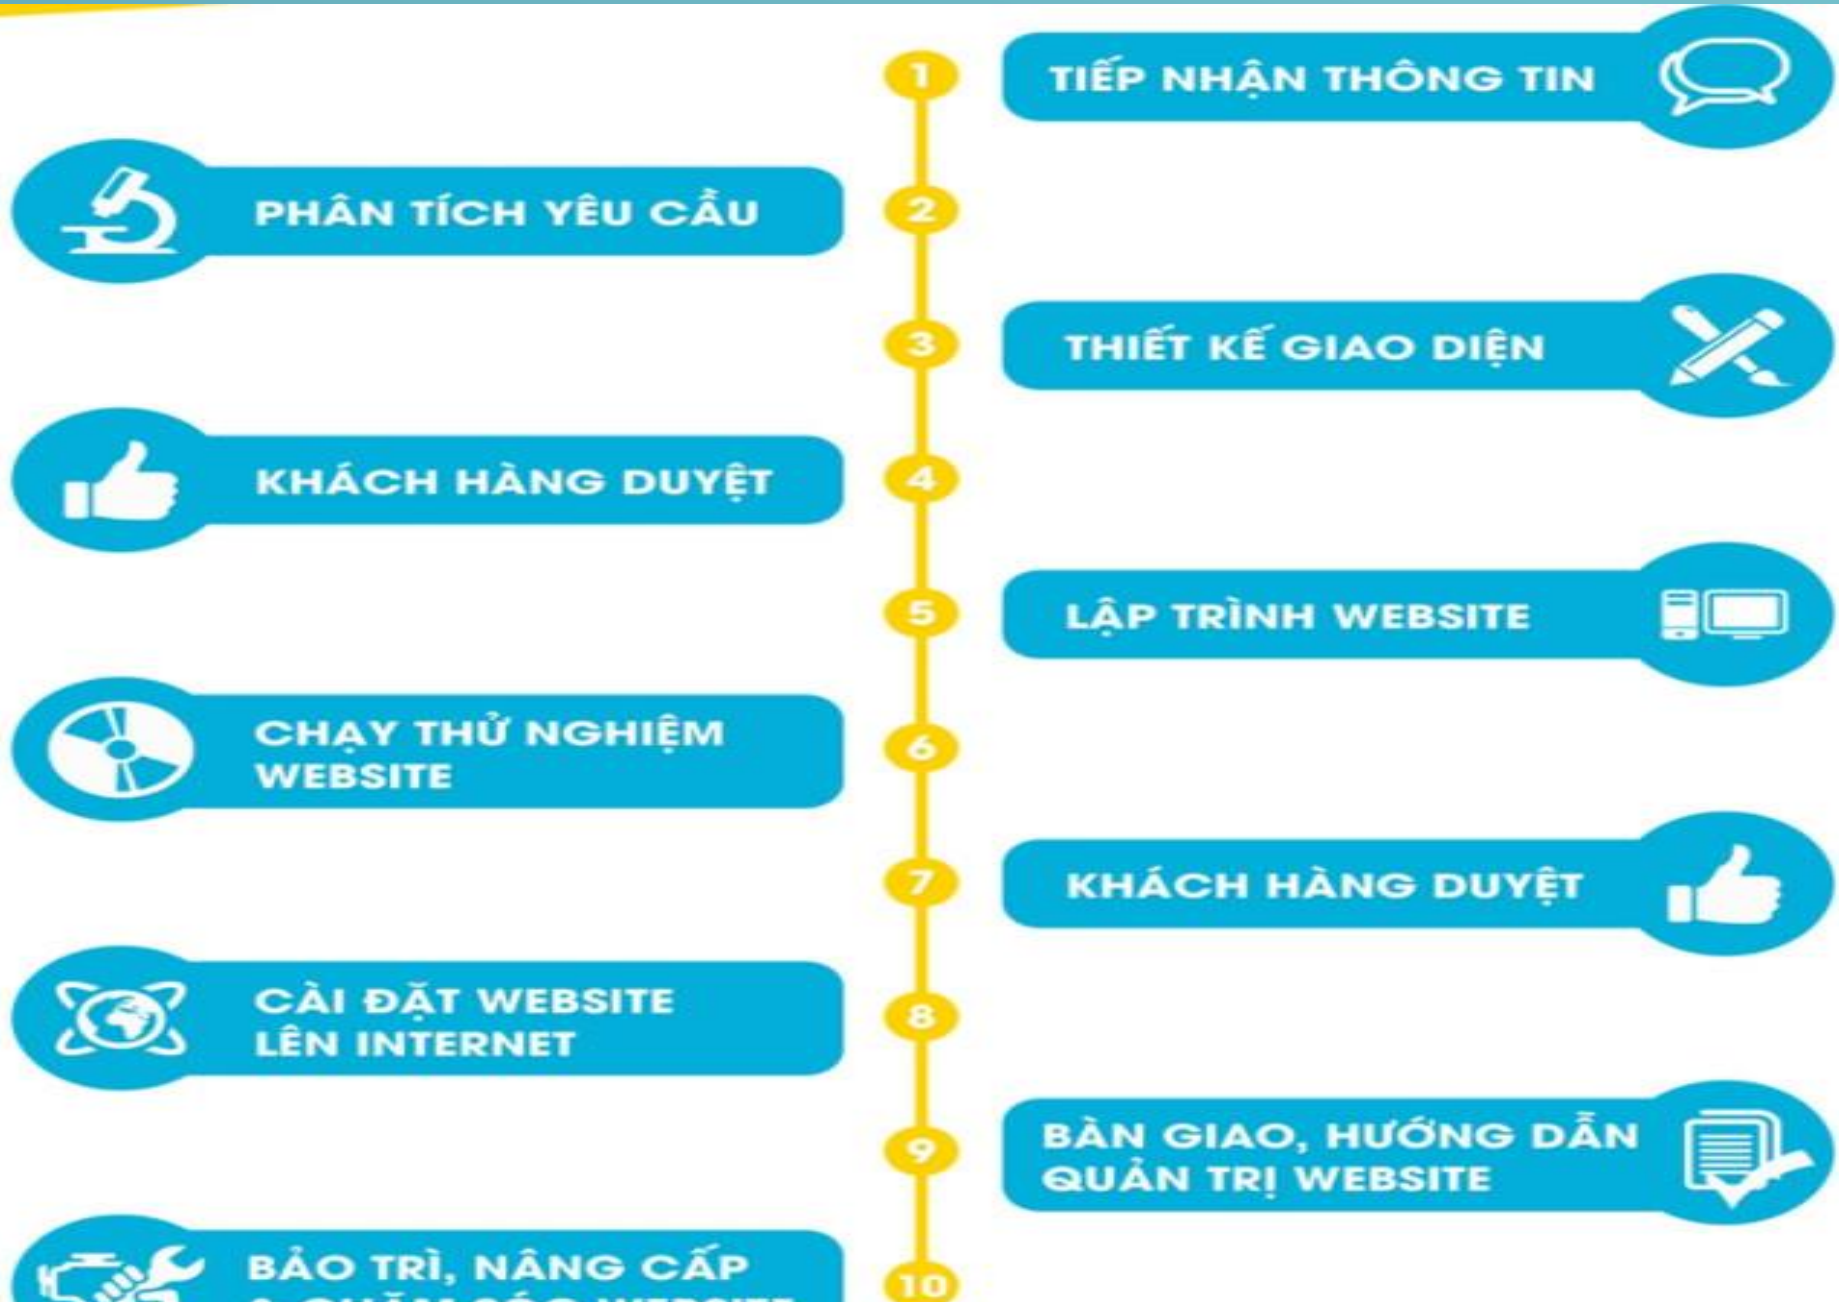 1
TIẾP NHẬN THÔNG TIN
PHÂN TÍCH YÊU CẦU
2
3
THIẾT KẾ GIAO DIỆN
KHÁCH HÀNG DUYỆT
4
5
LẬP TRÌNH WEBSITE
CHẠY THỬ NGHIỆM
WEBSITE
6
7
KHÁCH HÀNG DUYỆT
CÀI ĐẶT WEBSITE
LÊN INTERNET
8
9
BÀN GIAO, HƯỚNG DẪN
QUẢN TRỊ WEBSITE
BẢO TRÌ, NÂNG CẤP
10